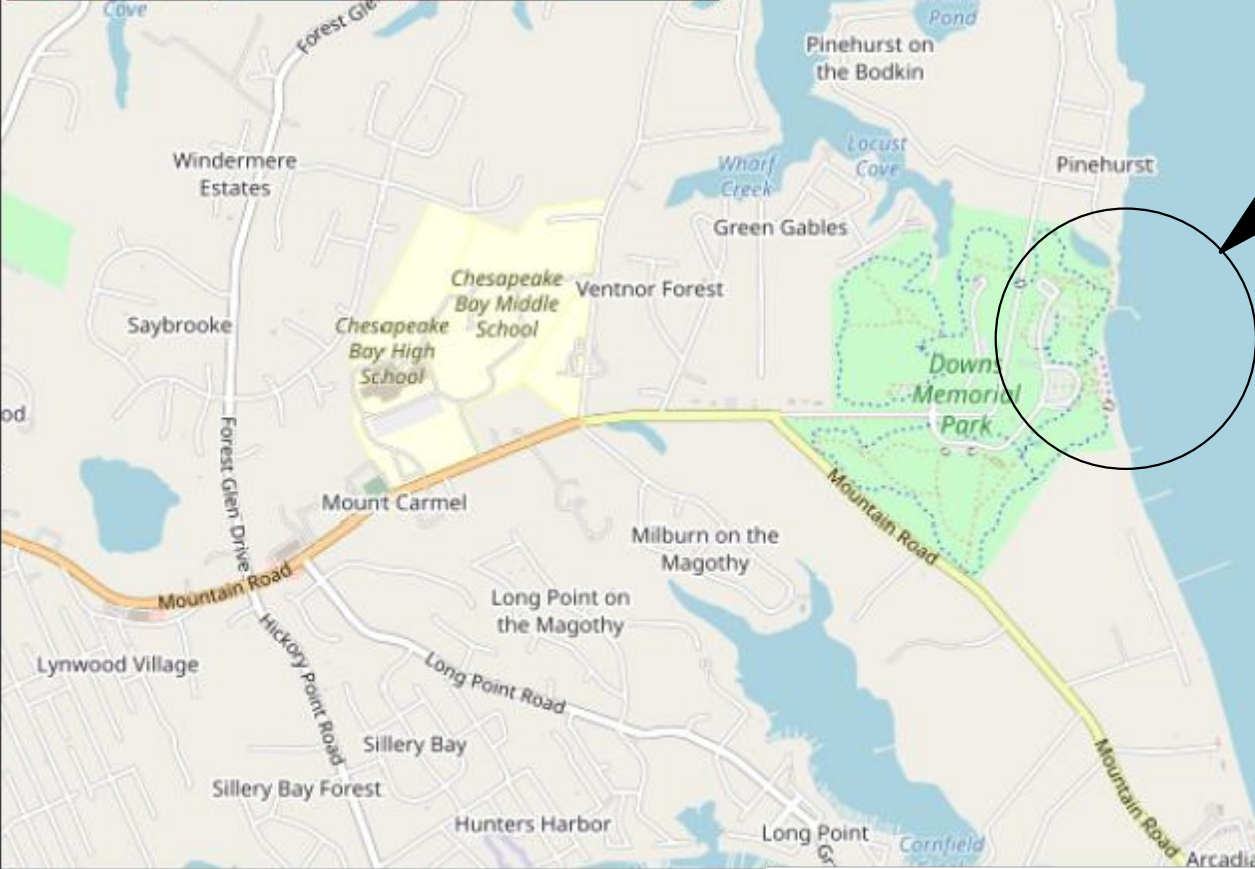 Cove
Forest Gle
Pond
Pinehurst on
the Bodkin
Locust
Cove
Wharf
Creek
Pinehurst
Windermere
Estates
Green Gables
Chesapeake
Bay Middle
School
Ventnor Forest
Saybrooke
Chesapeake
Bay High
School
Downs
Memorial
Park
od
Forest Glen Drive
Mount Carmel
Mountain Road
Milburn on the
Magothy
Mountain Road
Long Point on
the Magothy
Hickory Point Road
Lynwood Village
Long Point Road
Sillery Bay
Sillery Bay Forest
Mountain Road
Hunters Harbor
Long Point
Gr
Cornfield
Arcadia